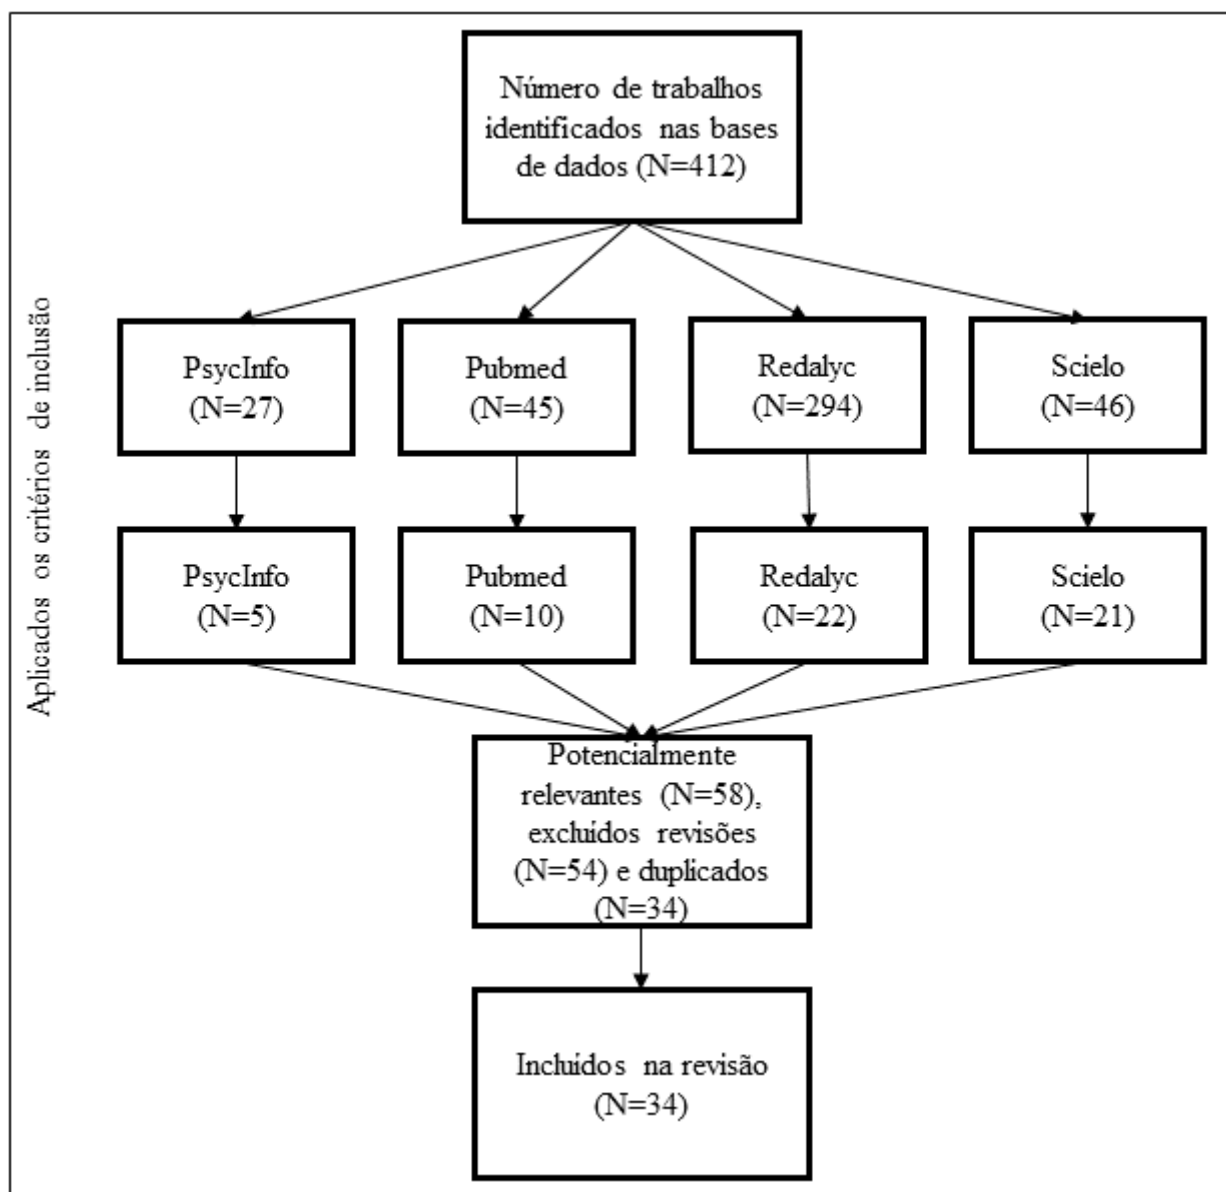 Número de trabalhos
identificados nas bases
de dados (N=412)
Aplicados os critérios de inclusão
PsycInfo
(N=27)
Pubmed
(N=45)
Redalyc
(N=294)
Scielo
(N=46)
PsycInfo
(N=5)
Pubmed
(N=10)
Redalyc
(N=22)
Scielo
(N=21)
Potencialmente
relevantes (N=58),
excluídos revisões
(N=54) e duplicados
(N=34)
Incluídos na revisão
(N=34)